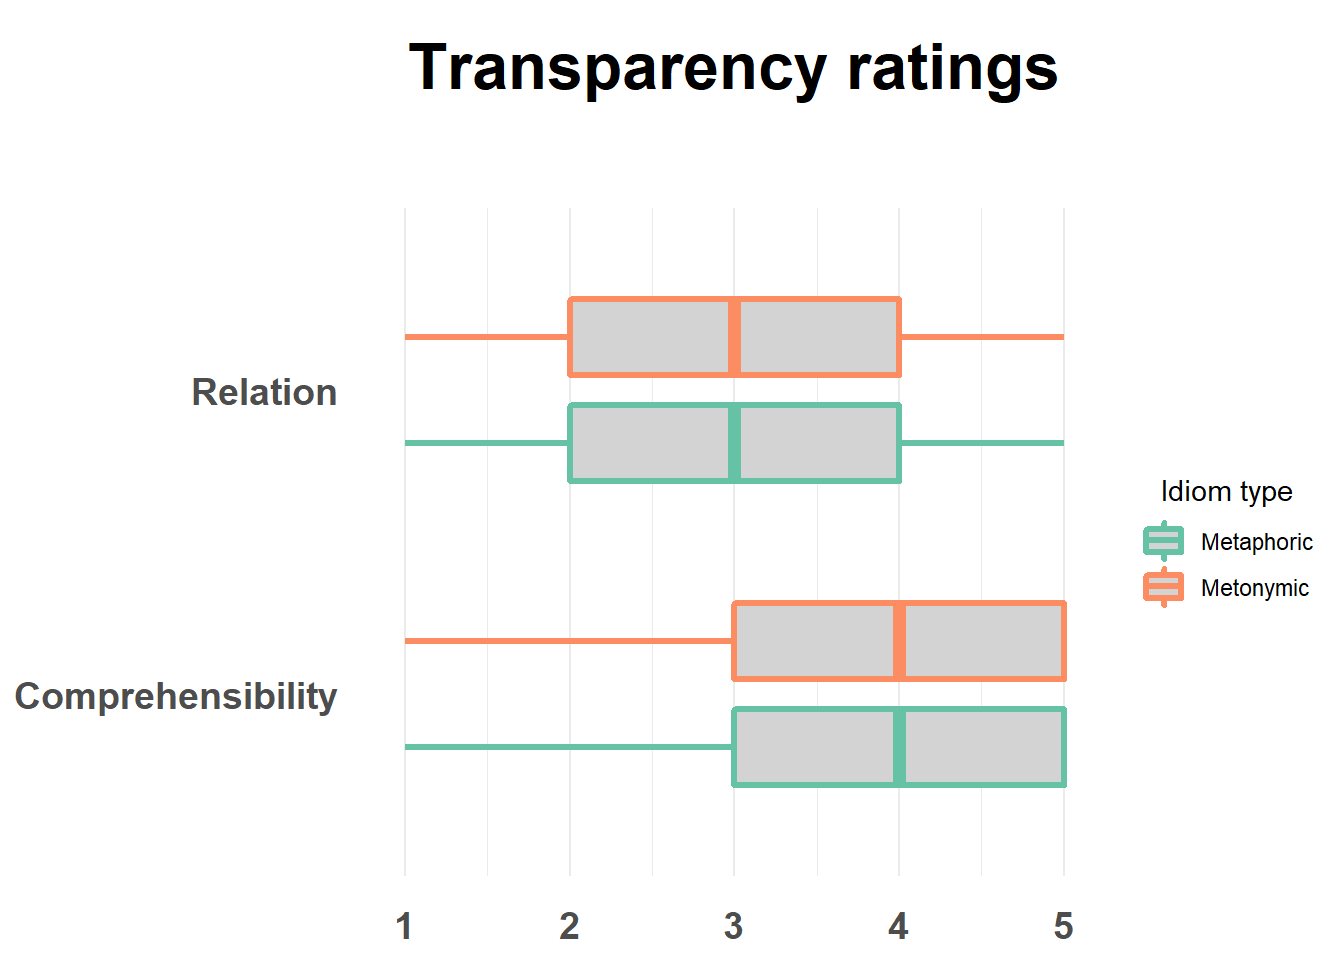 Transparency ratings
Relation
Comprehensibility
1 2 3 4 5
Idiom type
Metaphoric
Metonymic